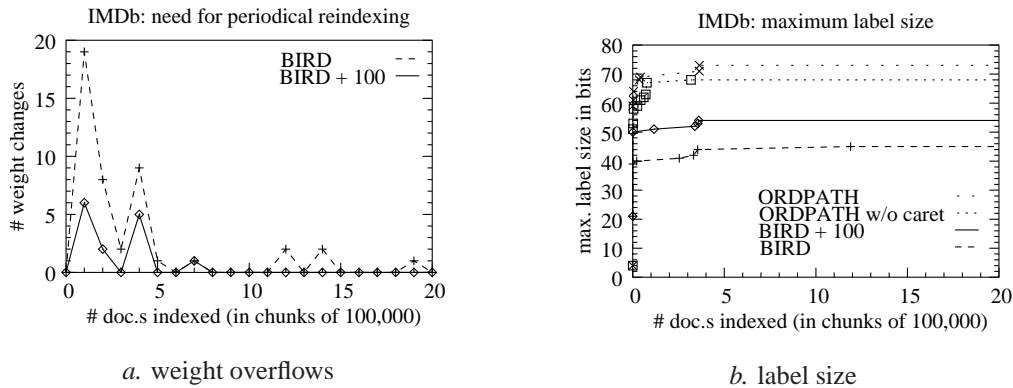 IMDb: need for periodical reindexing
20
15
10
5
0
# weight changes
BIRD
BIRD + 100
0 5 10 15 20
# doc.s indexed (in chunks of 100,000)
a. weight overflows
IMDb: maximum label size
80
70
60
50
40
30
20
10
0
max. label size in bits
ORDPATH
ORDPATH w/o caret
BIRD + 100
BIRD
0 5 10 15 20
# doc.s indexed (in chunks of 100,000)
b. label size